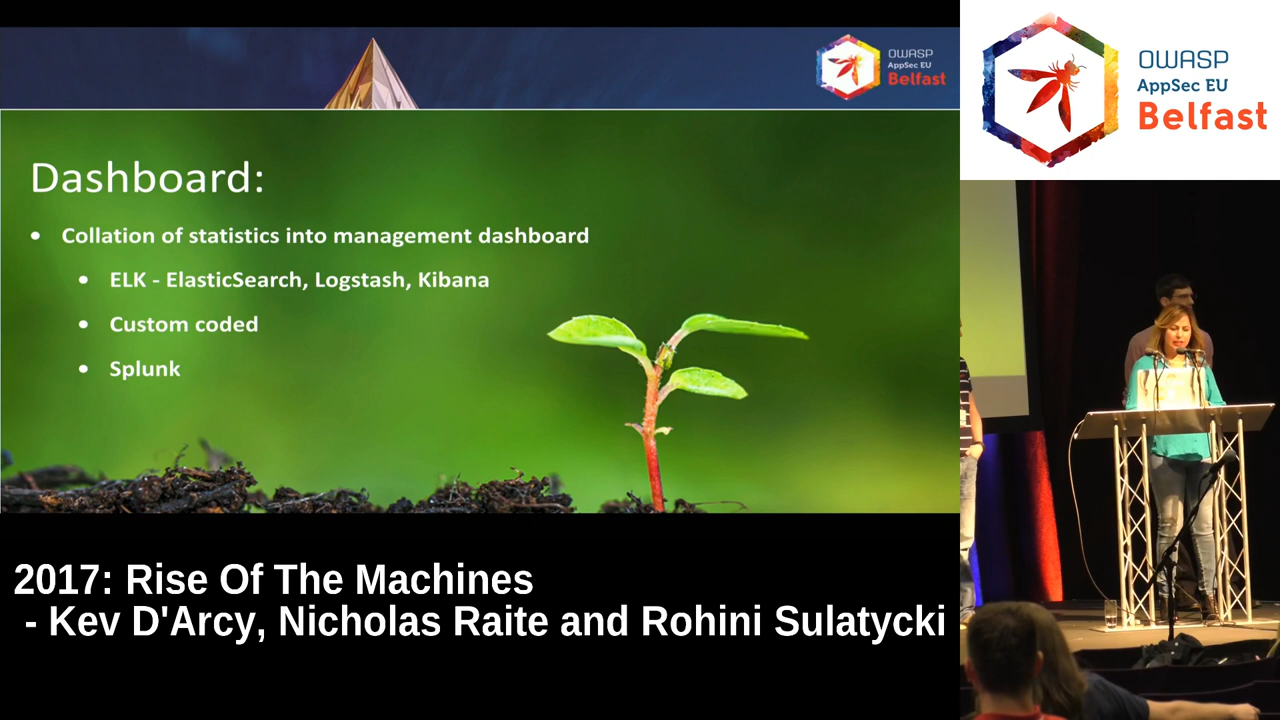 OWASP
AppSec EU
Belfast
OWASP
AppSec EU
Belfast
Dashboard:
• Collation of statistics into management dashboard
• ELK - ElasticSearch, Logstash, Kibana
• Custom coded
• Splunk
2017: Rise Of The Machines
- Kev D'Arcy, Nicholas Raite and Rohini Sulatycki